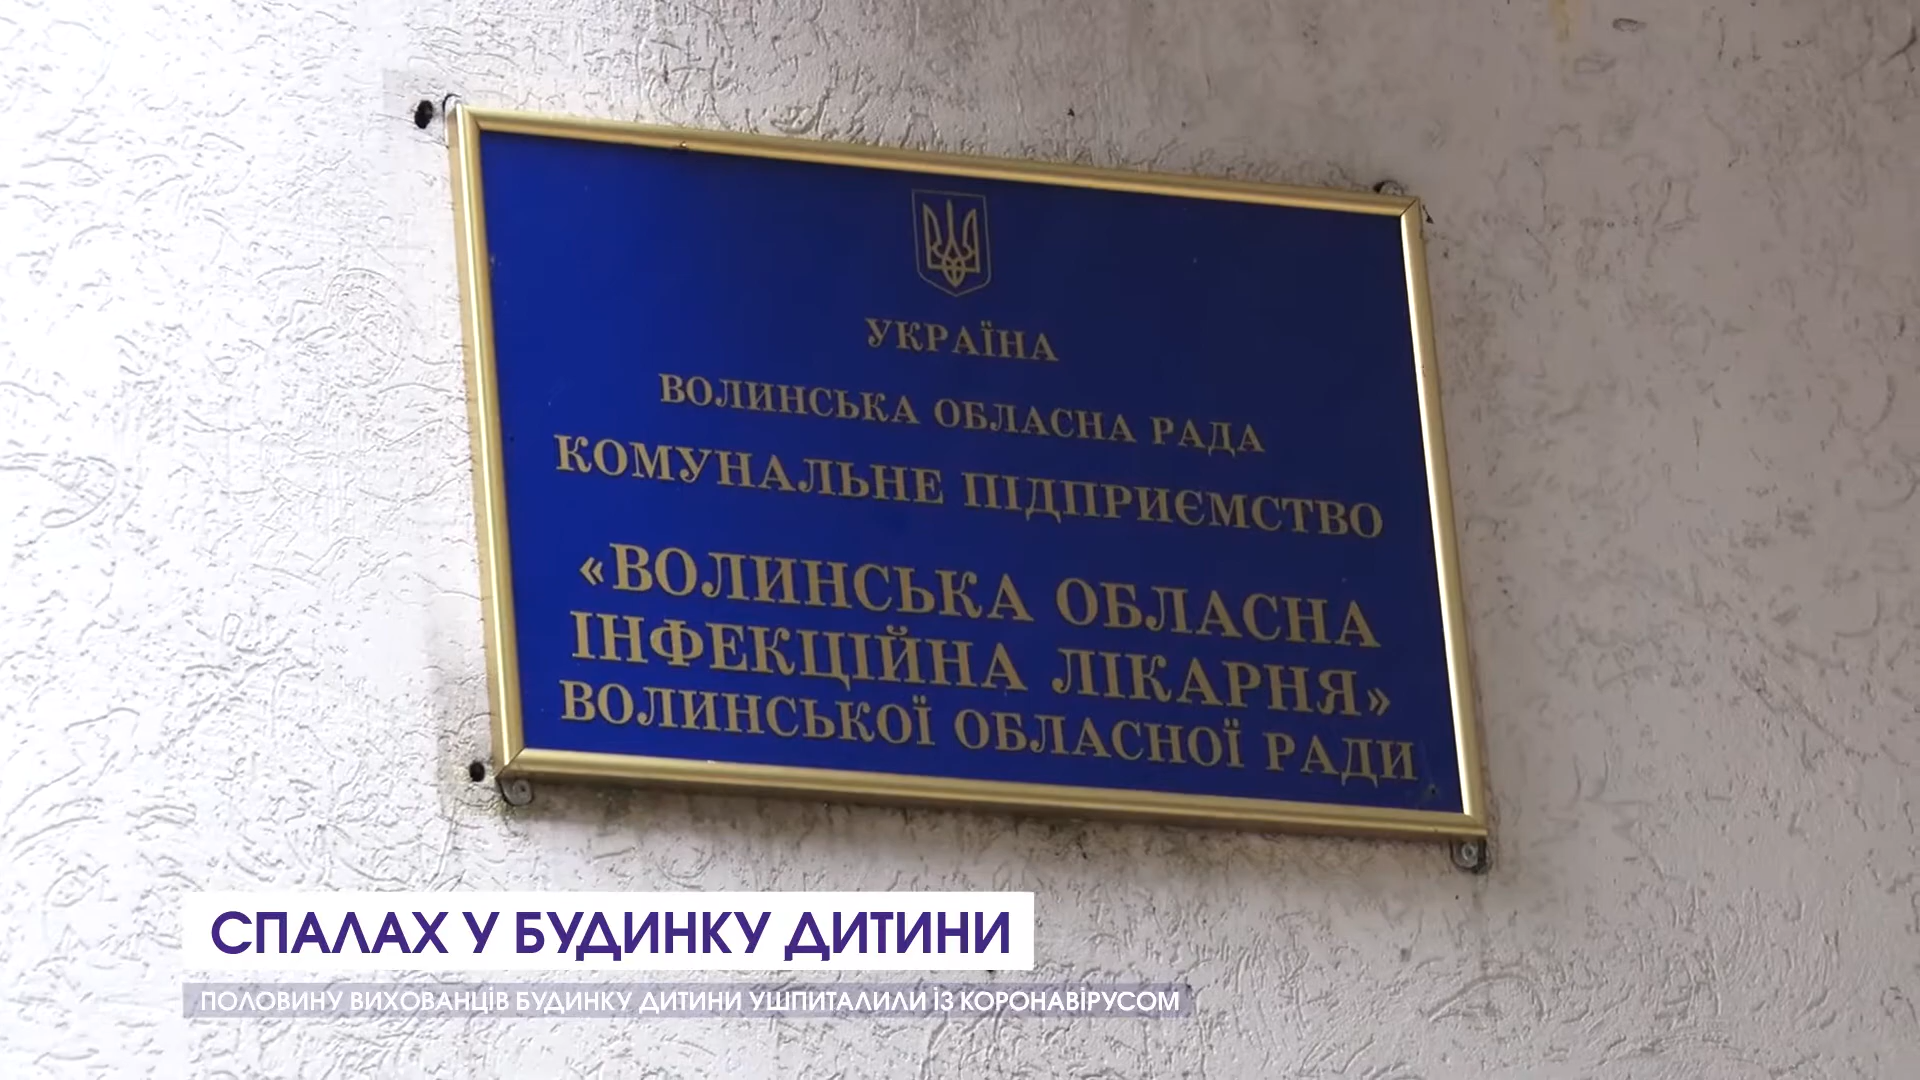 УКРАЇНА
ВОЛИНСЬКА ОБЛАСНА РАДА
КОМУНАЛЬНЕ ПІДПРИЄМСТВО
«ВОЛИНСЬКА ОБЛАСНА
ІНФЕКЦІЙНА ЛІКАРНЯ»
ВОЛИНСЬКОЇ ОБЛАСНОЇ РАДИ
СПАЛАХ У БУДИНКУ ДИТИНИ
ПОЛОВИНУ ВИХОВАНЦІВ БУДИНКУ ДИТИНИ УШПИТАЛИЛИ ІЗ КОРОНАВІРУСОМ